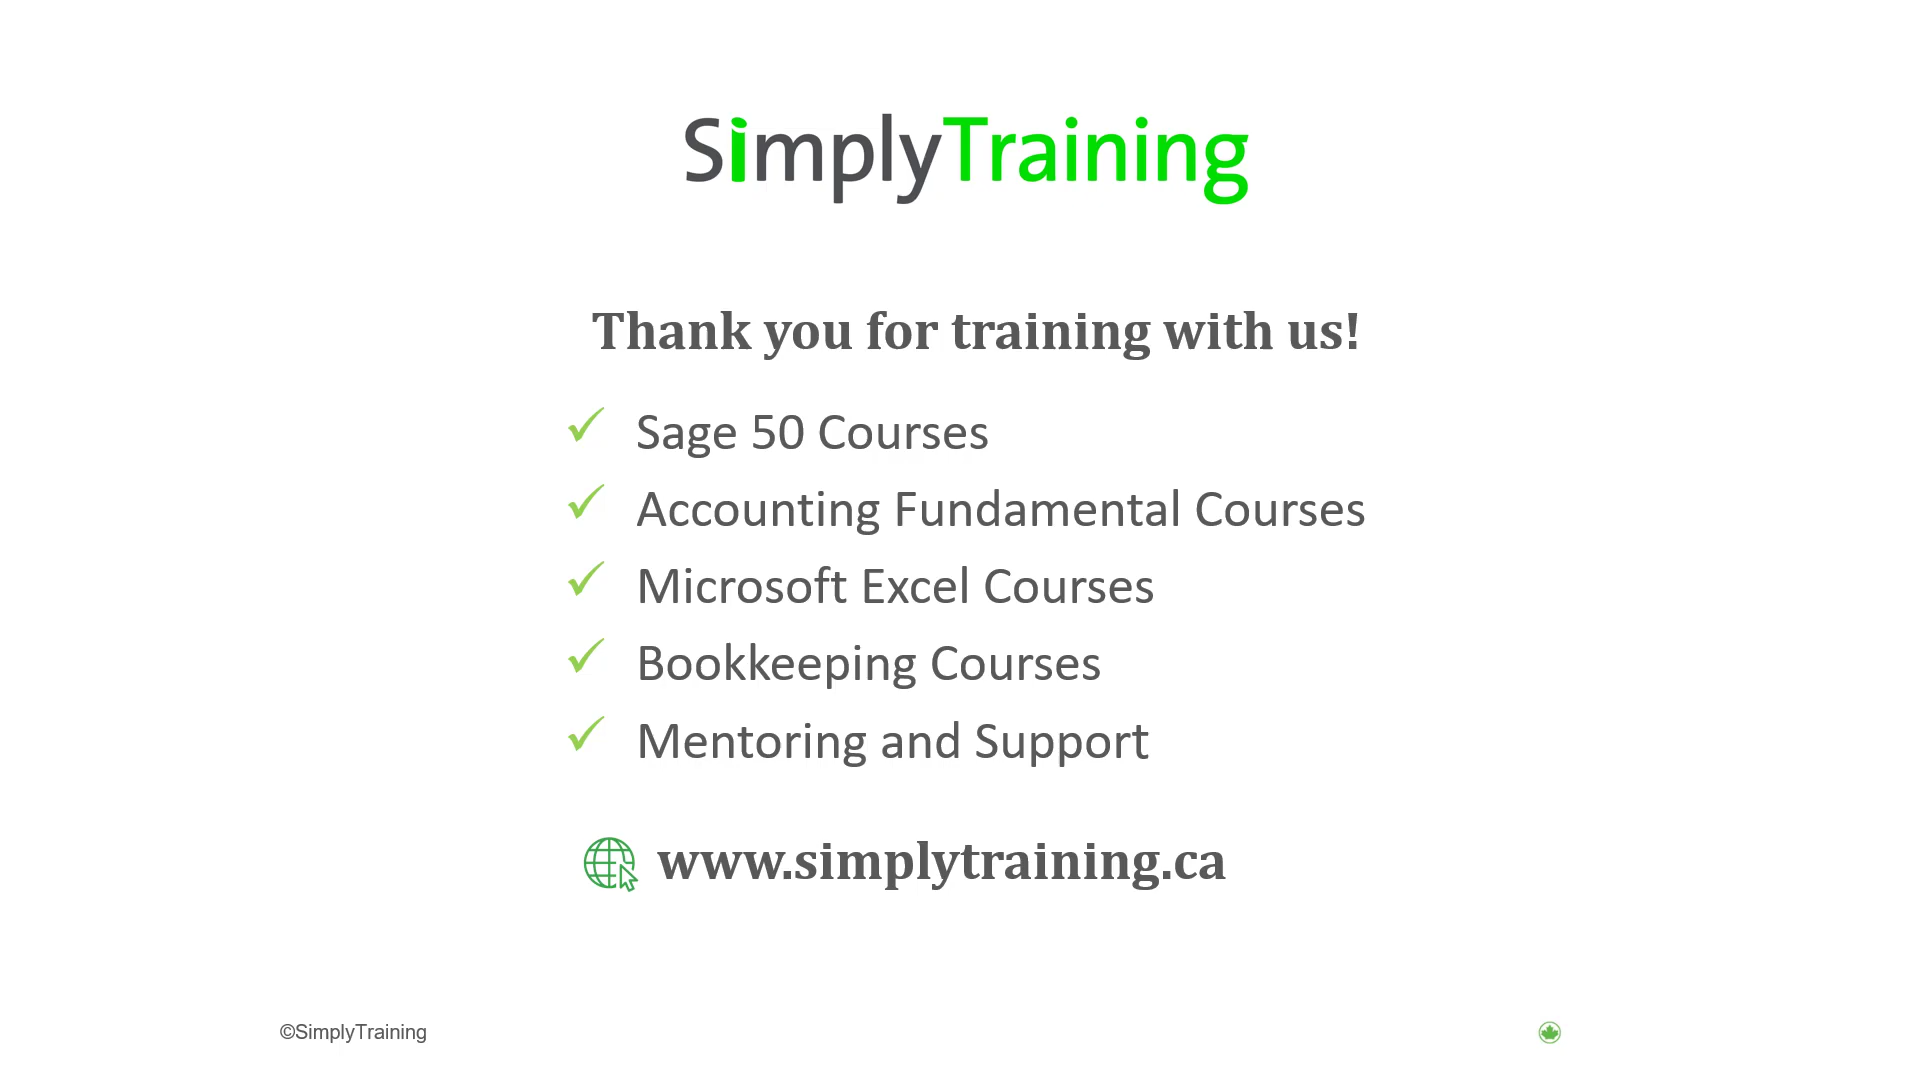 SimplyTraining
Thank you for training with us!
Sage 50 Courses
Accounting Fundamental Courses
Microsoft Excel Courses
Bookkeeping Courses
Mentoring and Support
www.simplytraining.ca
©SimplyTraining